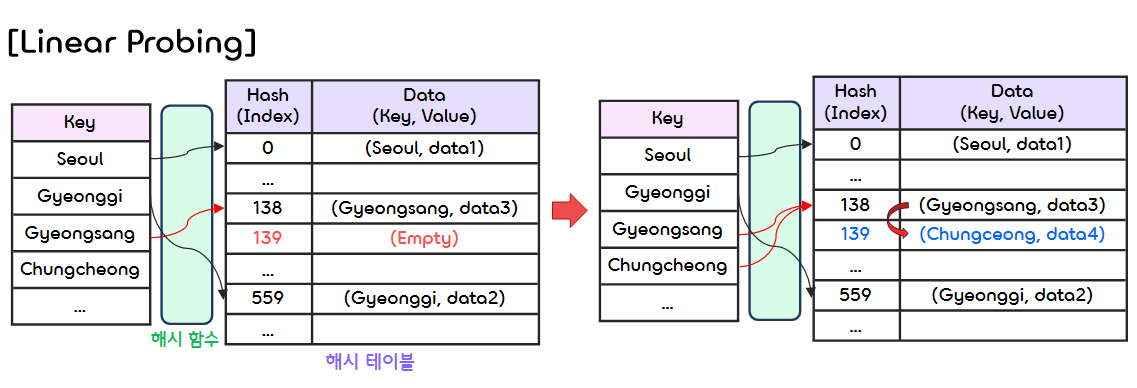 [Linear Probing]
Key
Seoul
Gyeonggi
Gyeongsang
Chungcheong
...
해시 함수
Hash
(Index)
Data
(Key, Value)
0
(Seoul, data1)
...
138
(Gyeongsang, data3)
139
(Empty)
...
559
(Gyeonggi, data2)
...
해시 테이블
Key
Seoul
Gyeonggi
Gyeongsang
Chungcheong
...
Hash
(Index)
Data
(Key, Value)
0
(Seoul, data1)
...
138
(Gyeongsang, data3)
139
(Chungceong, data4)
...
559
(Gyeonggi, data2)
...